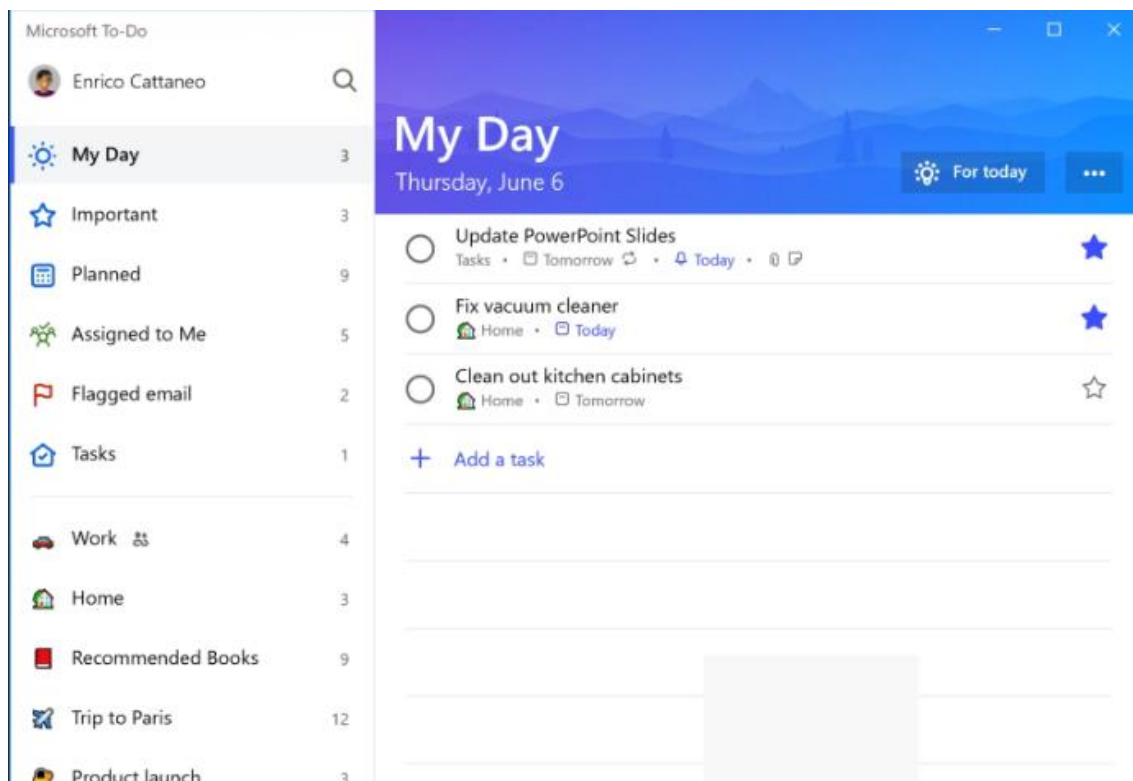 Microsoft To-Do
Enrico Cattaneo
My Day 3
Important 3
Planned 9
Assigned to Me 5
Flagged email 2
Tasks 1
Work 4
Home 3
Recommended Books 9
Trip to Paris 12
Product launch 3
My Day
Thursday, June 6
For today
Update PowerPoint Slides
Tasks • Tomorrow • Today •
Fix vacuum cleaner
Home • Today
Clean out kitchen cabinets
Home • Tomorrow
Add a task